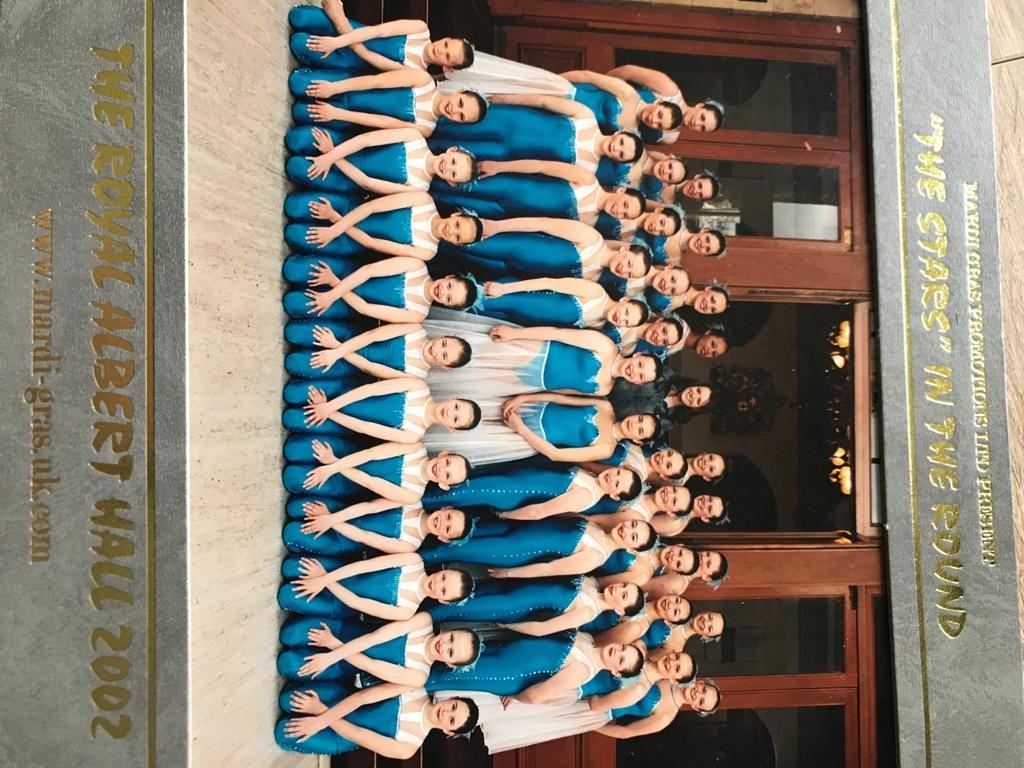 MARDI GRAS PROMOTIONS LTD PRESENT
"THE STARS" IN THE ROUND
THE ROYAL ALBERT HALL 2002
www.mardi-gras.uk.com